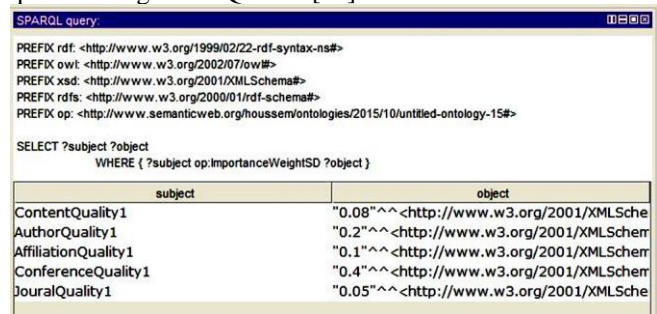 SPARQL query:
PREFIX rdf: <http://www.w3.org/1999/02/22-rdf-syntax-ns#>
PREFIX owl: <http://www.w3.org/2002/07/owl#>
PREFIX xsd: <http://www.w3.org/2001/XMLSchema#>
PREFIX rdfs: <http://www.w3.org/2000/01/rdf-schema#>
PREFIX op: <http://www.semanticweb.org/houssem/ontologies/2015/10/untitled-ontology-15#>
SELECT ?subject ?object
WHERE { ?subject op:ImportanceWeightSD ?object }
subject object
ContentQuality1 "0.08"^^<http://www.w3.org/2001/XMLSche
AuthorQuality1 "0.2"^^<http://www.w3.org/2001/XMLSchem
AffiliationQuality1 "0.1"^^<http://www.w3.org/2001/XMLSchem
ConferenceQuality1 "0.4"^^<http://www.w3.org/2001/XMLSchem
JouralQuality1 "0.05"^^<http://www.w3.org/2001/XMLSche